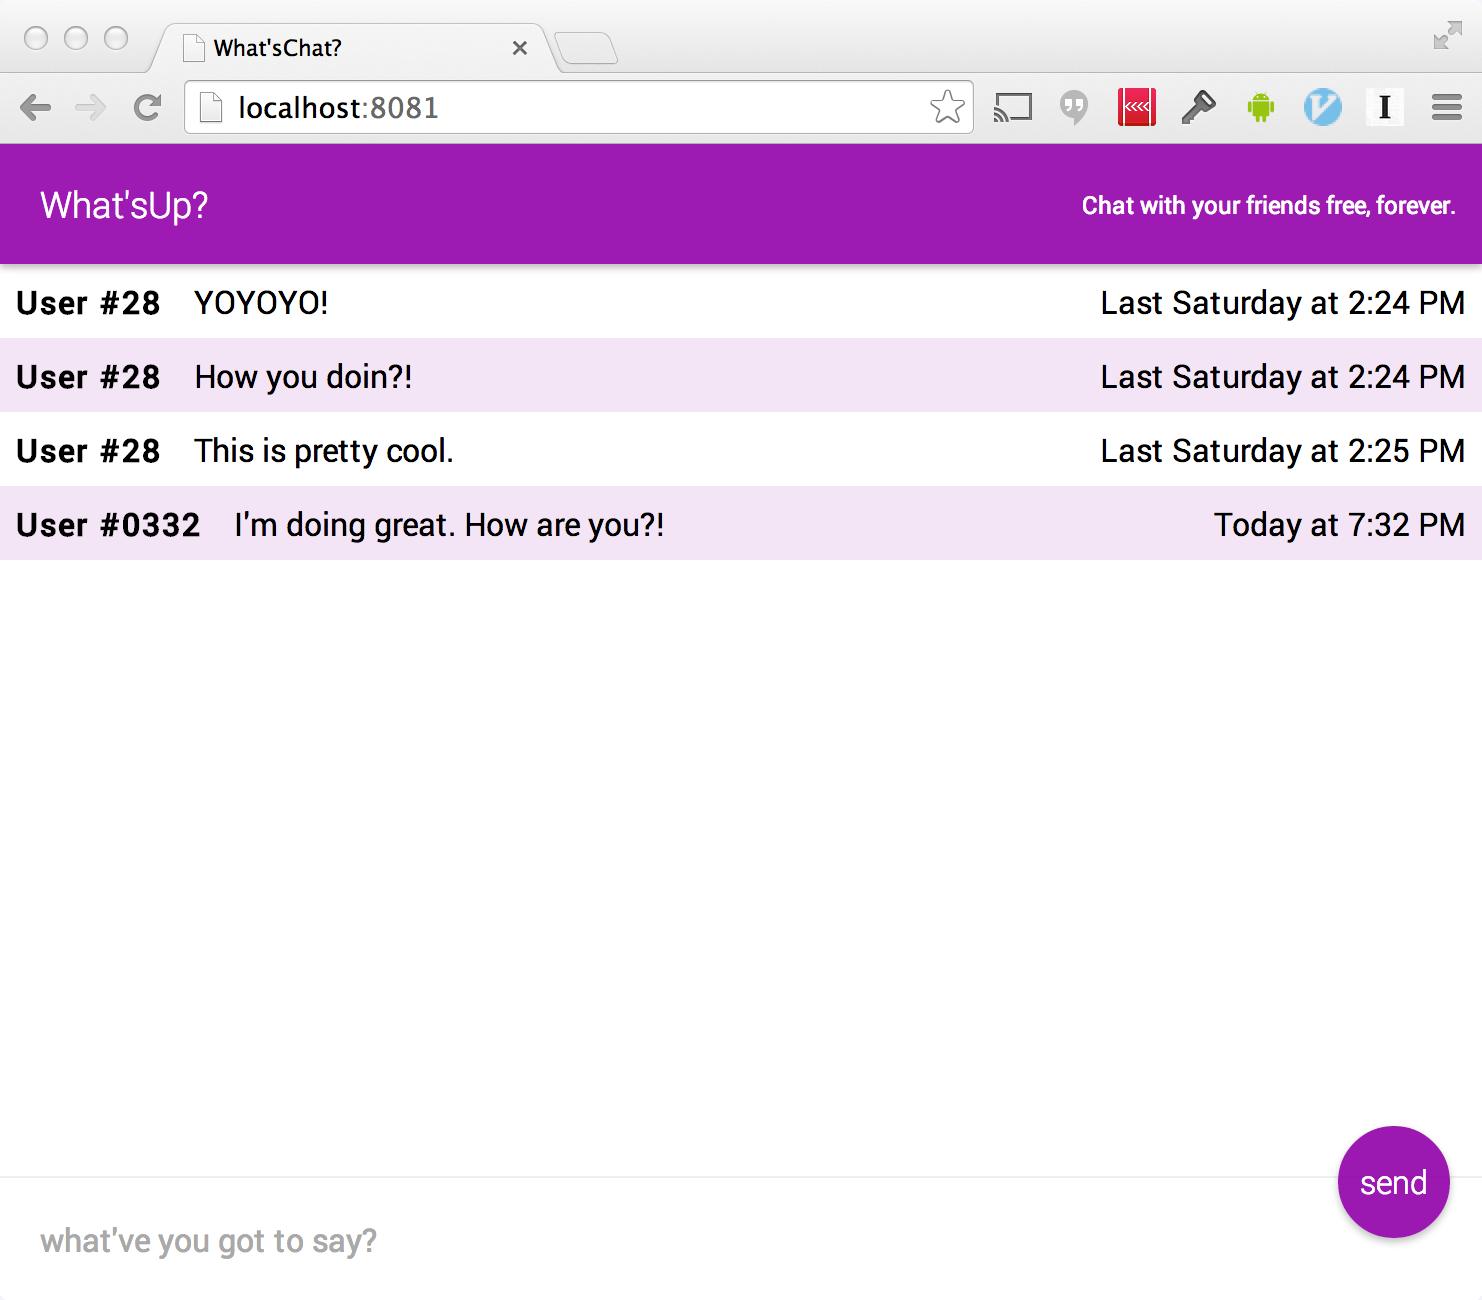 What'sChat?
localhost:8081
What'sUp? Chat with your friends free, forever.
User #28 YOYOYO! Last Saturday at 2:24 PM
User #28 How you doin?! Last Saturday at 2:24 PM
User #28 This is pretty cool. Last Saturday at 2:25 PM
User #0332 I'm doing great. How are you?! Today at 7:32 PM
send
what've you got to say?